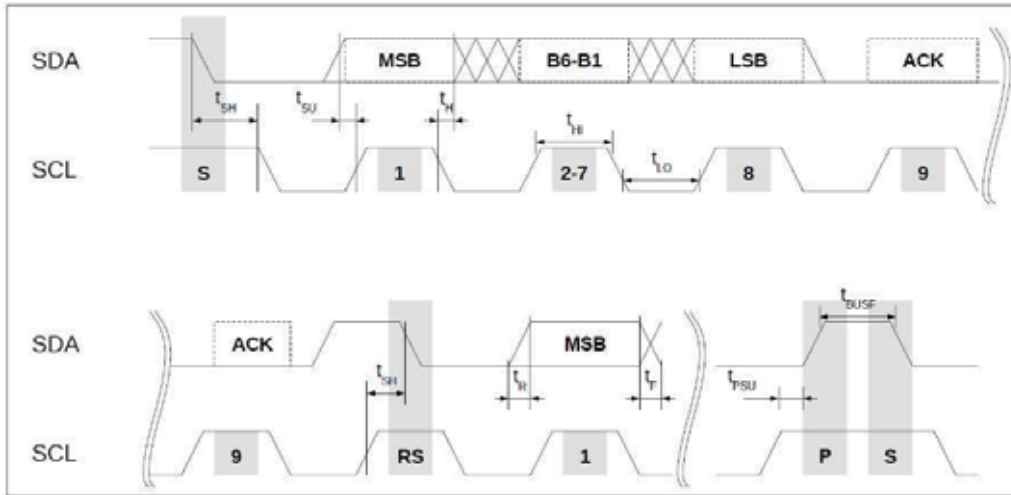 SDA MSB B6-B1 LSB ACK
tSH tSU tH tHI tLO
SCL S 1 2-7 8 9
tBUSF
SDA ACK MSB
tSH tR tF tPSU
SCL 9 RS 1 P S